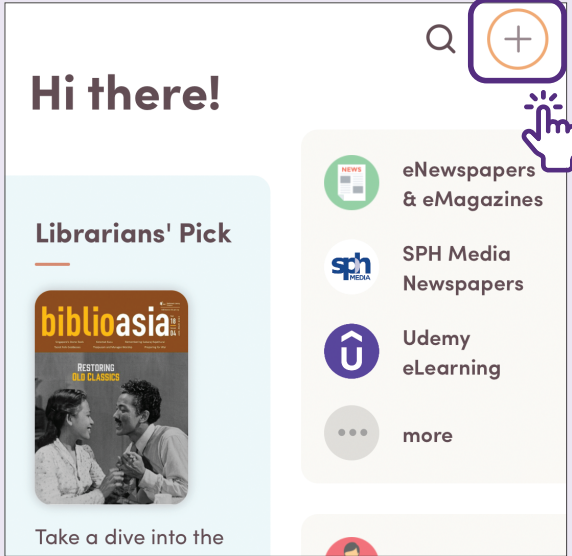 Hi there!
Librarians' Pick
biblioasia
RESTORING
OLD CLASSICS
Take a dive into the
NEWS
eNewspapers
& eMagazines
sph
MEDIA
SPH Media
Newspapers
Udemy
eLearning
more